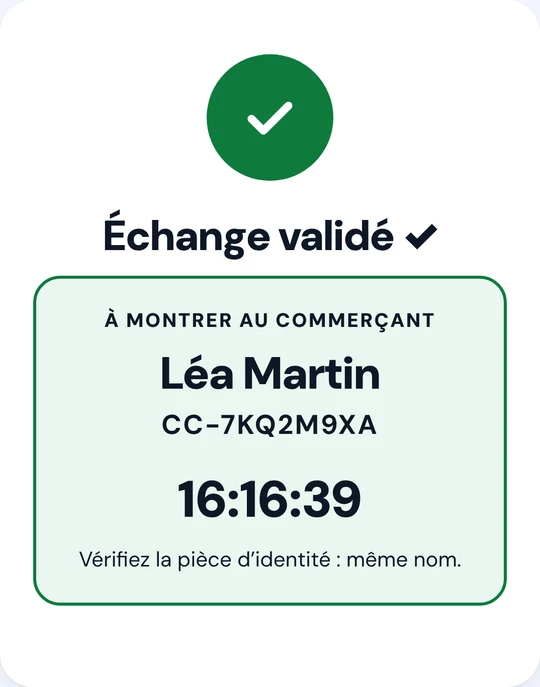 Échange validé ✔
À MONTRER AU COMMERÇANT
Léa Martin
CC-7KQ2M9XA
16:16:39
Vérifiez la pièce d’identité : même nom.